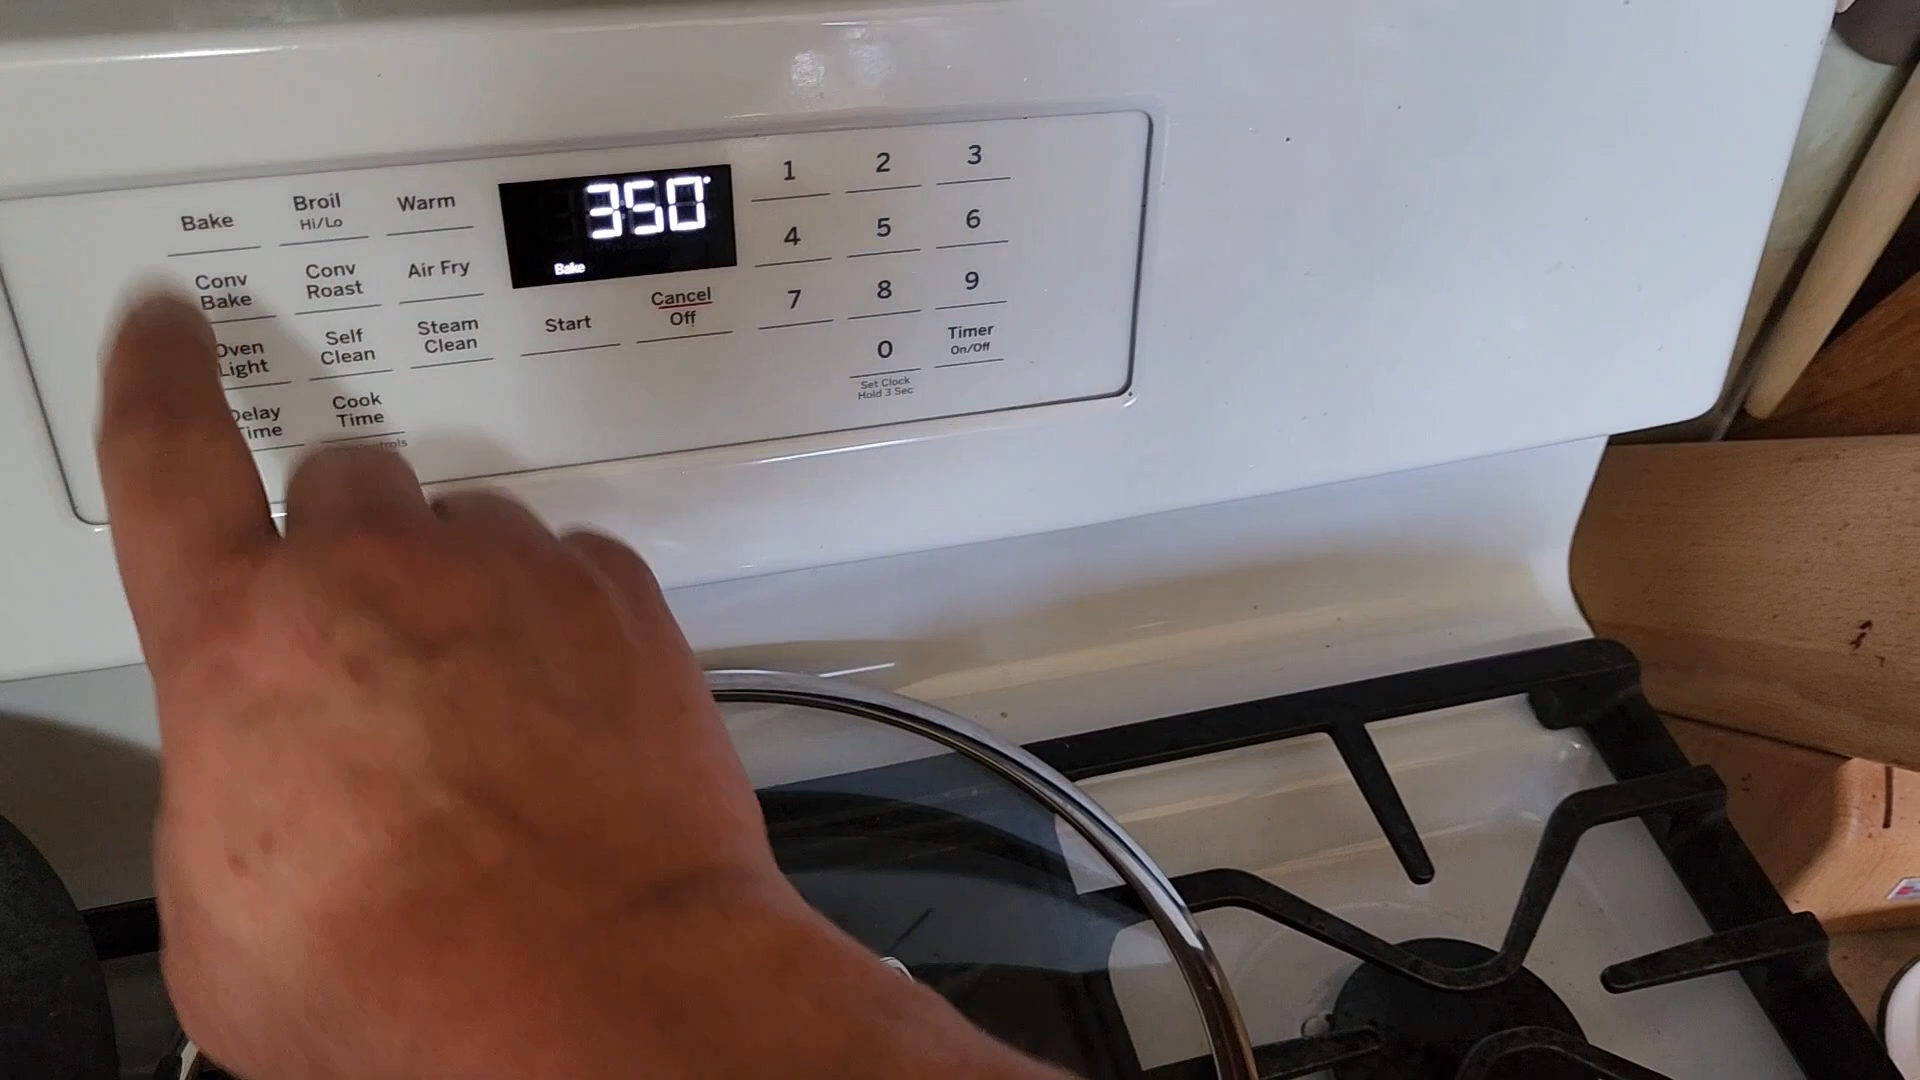 Bake
Broil
Hi/Lo
Warm
350°
Bake
1
2
3
Conv
Bake
Conv
Roast
Air Fry
4
5
6
Oven
Light
Self
Clean
Steam
Clean
Start
Cancel
Off
7
8
9
Delay
Time
Cook
Time
0
Set Clock
Hold 3 Sec
Timer
On/Off